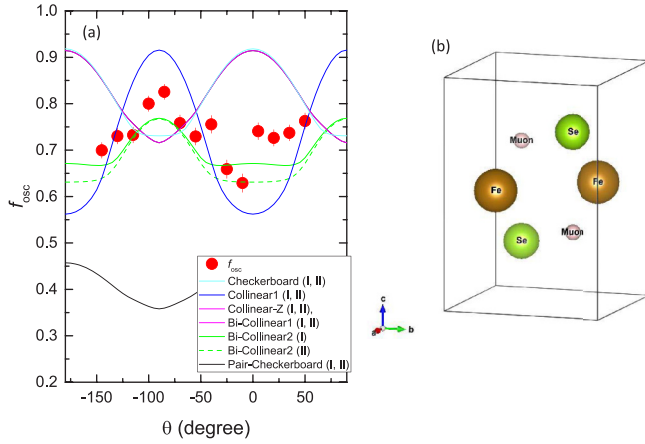 (a)
1.0
0.9
0.8
0.7
0.6
0.5
0.4
0.3
0.2
f_osc
-150
-100
-50
0
50
θ (degree)
f_osc
Checkerboard (I, II)
Collinear1 (I, II)
Collinear-Z (I, II),
Bi-Collinear1 (I, II)
Bi-Collinear2 (I)
Bi-Collinear2 (II)
Pair-Checkerboard (I, II)
(b)
Muon
Se
Fe
Fe
Se
Muon
c
a
b